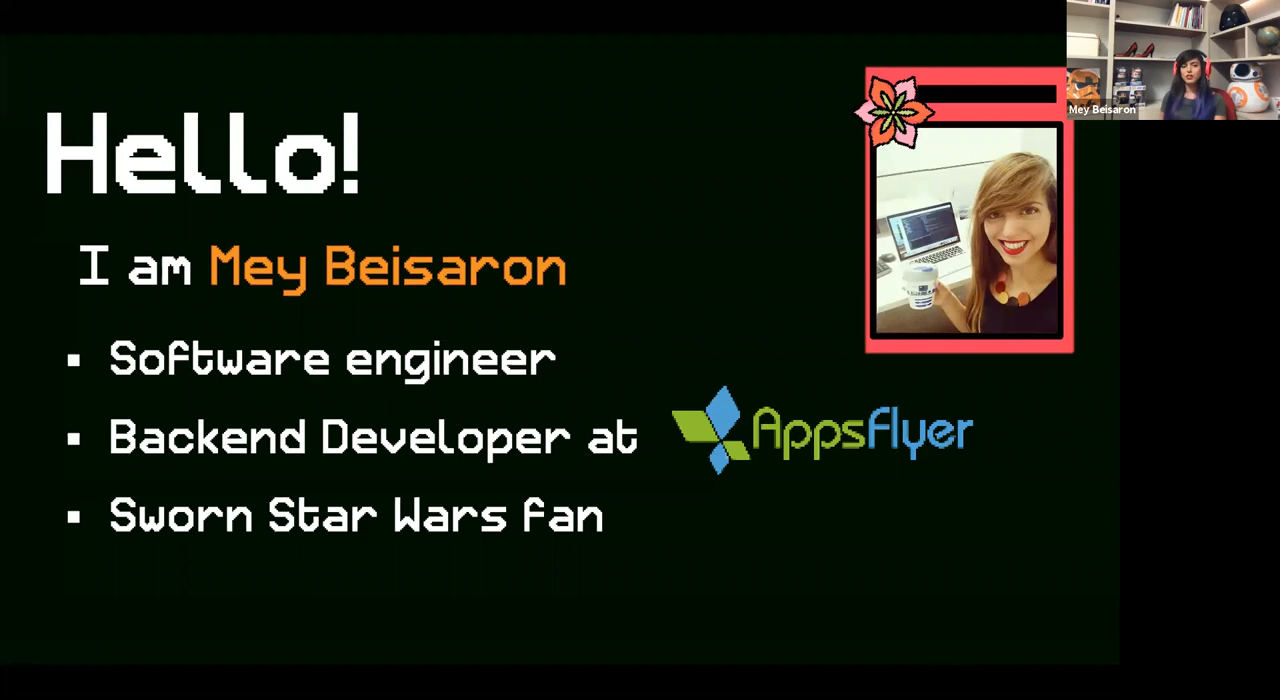 Mey Beisaron
Hello!
I am Mey Beisaron
▪ Software engineer
▪ Backend Developer at AppsFlyer
▪ Sworn Star Wars fan